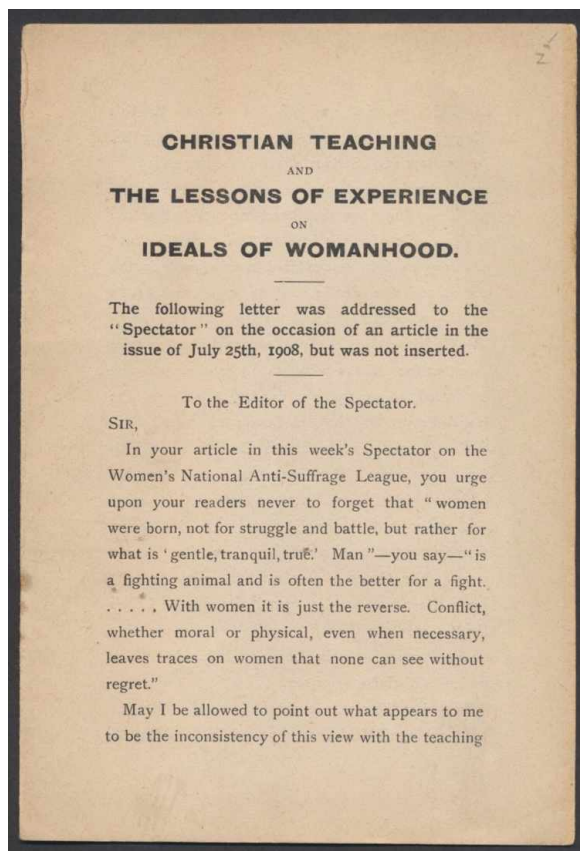 2
CHRISTIAN TEACHING
AND
THE LESSONS OF EXPERIENCE
ON
IDEALS OF WOMANHOOD.
The following letter was addressed to the
"Spectator" on the occasion of an article in the
issue of July 25th, 1908, but was not inserted.
To the Editor of the Spectator.
SIR,
In your article in this week's Spectator on the
Women's National Anti-Suffrage League, you urge
upon your readers never to forget that "women
were born, not for struggle and battle, but rather for
what is 'gentle, tranquil, true.' Man"—you say—"is
a fighting animal and is often the better for a fight.
. . . . . With women it is just the reverse. Conflict,
whether moral or physical, even when necessary,
leaves traces on women that none can see without
regret."
May I be allowed to point out what appears to me
to be the inconsistency of this view with the teaching